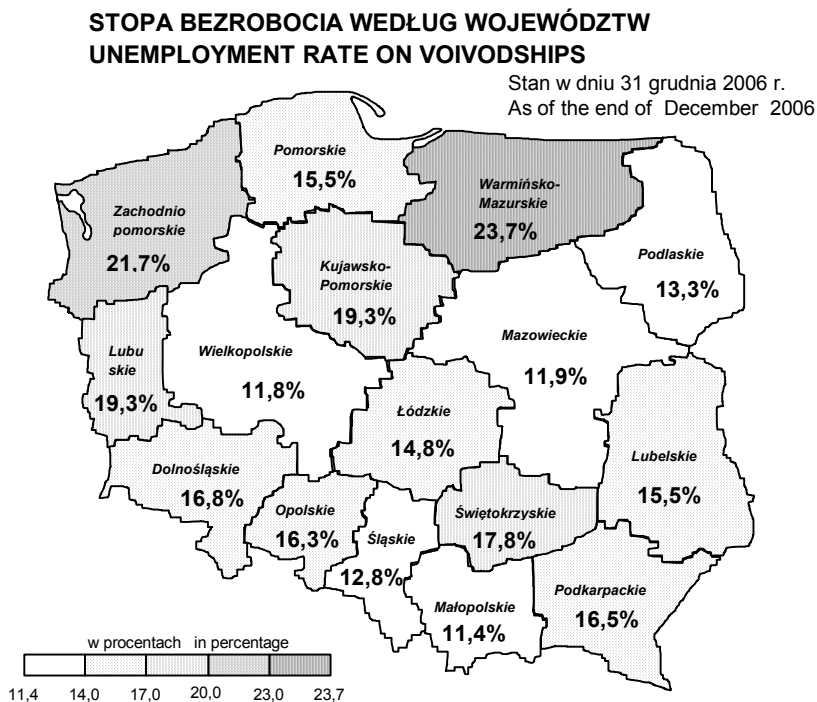 STOPA BEZROBOCIA WEDŁUG WOJEWÓDZTW
UNEMPLOYMENT RATE ON VOIVODSHIPS
Stan w dniu 31 grudnia 2006 r.
As of the end of December 2006
Pomorskie
15,5%
Warmińsko-
Mazurskie
23,7%
Zachodnio
pomorskie
21,7%
Podlaskie
13,3%
Kujawsko-
Pomorskie
19,3%
Mazowieckie
11,9%
Lubu
skie
19,3%
Wielkopolskie
11,8%
Łódzkie
14,8%
Lubelskie
15,5%
Dolnośląskie
16,8%
Opolskie
16,3%
Śląskie
12,8%
Świętokrzyskie
17,8%
Małopolskie
11,4%
Podkarpackie
16,5%
w procentach in percentage
11,4 14,0 17,0 20,0 23,0 23,7